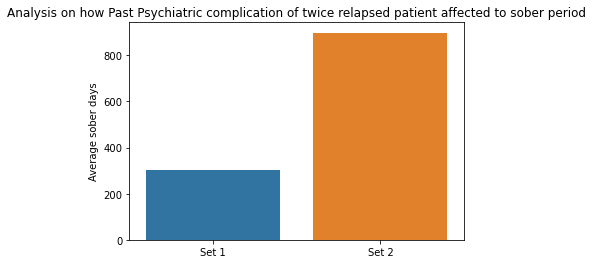 Analysis on how Past Psychiatric complication of twice relapsed patient affected to sober period
Average sober days
800
600
400
200
0
Set 1
Set 2